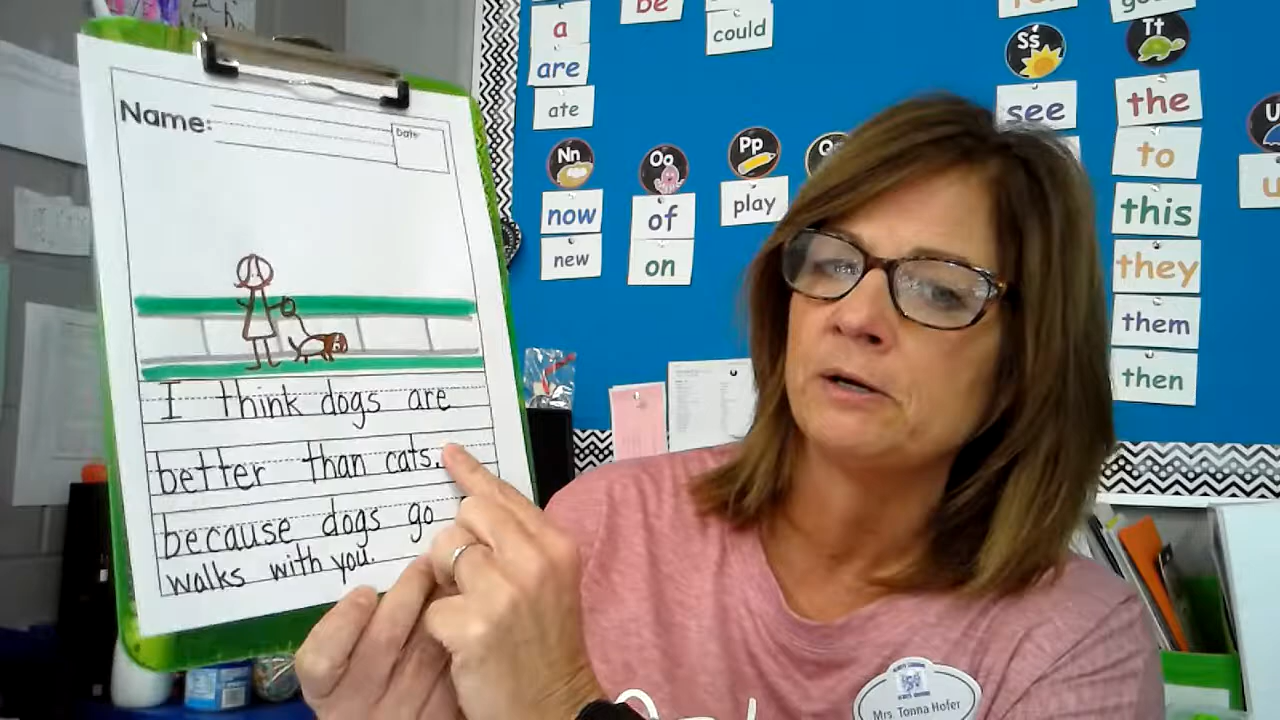 Name:
Date
I think dogs are
better than cats.
because dogs go
walks with you.
a
are
ate
be
could
Nn
now
new
Oo
of
on
Pp
play
Ss
see
Tt
the
to
this
they
them
then
Mrs. Tonna Hofer